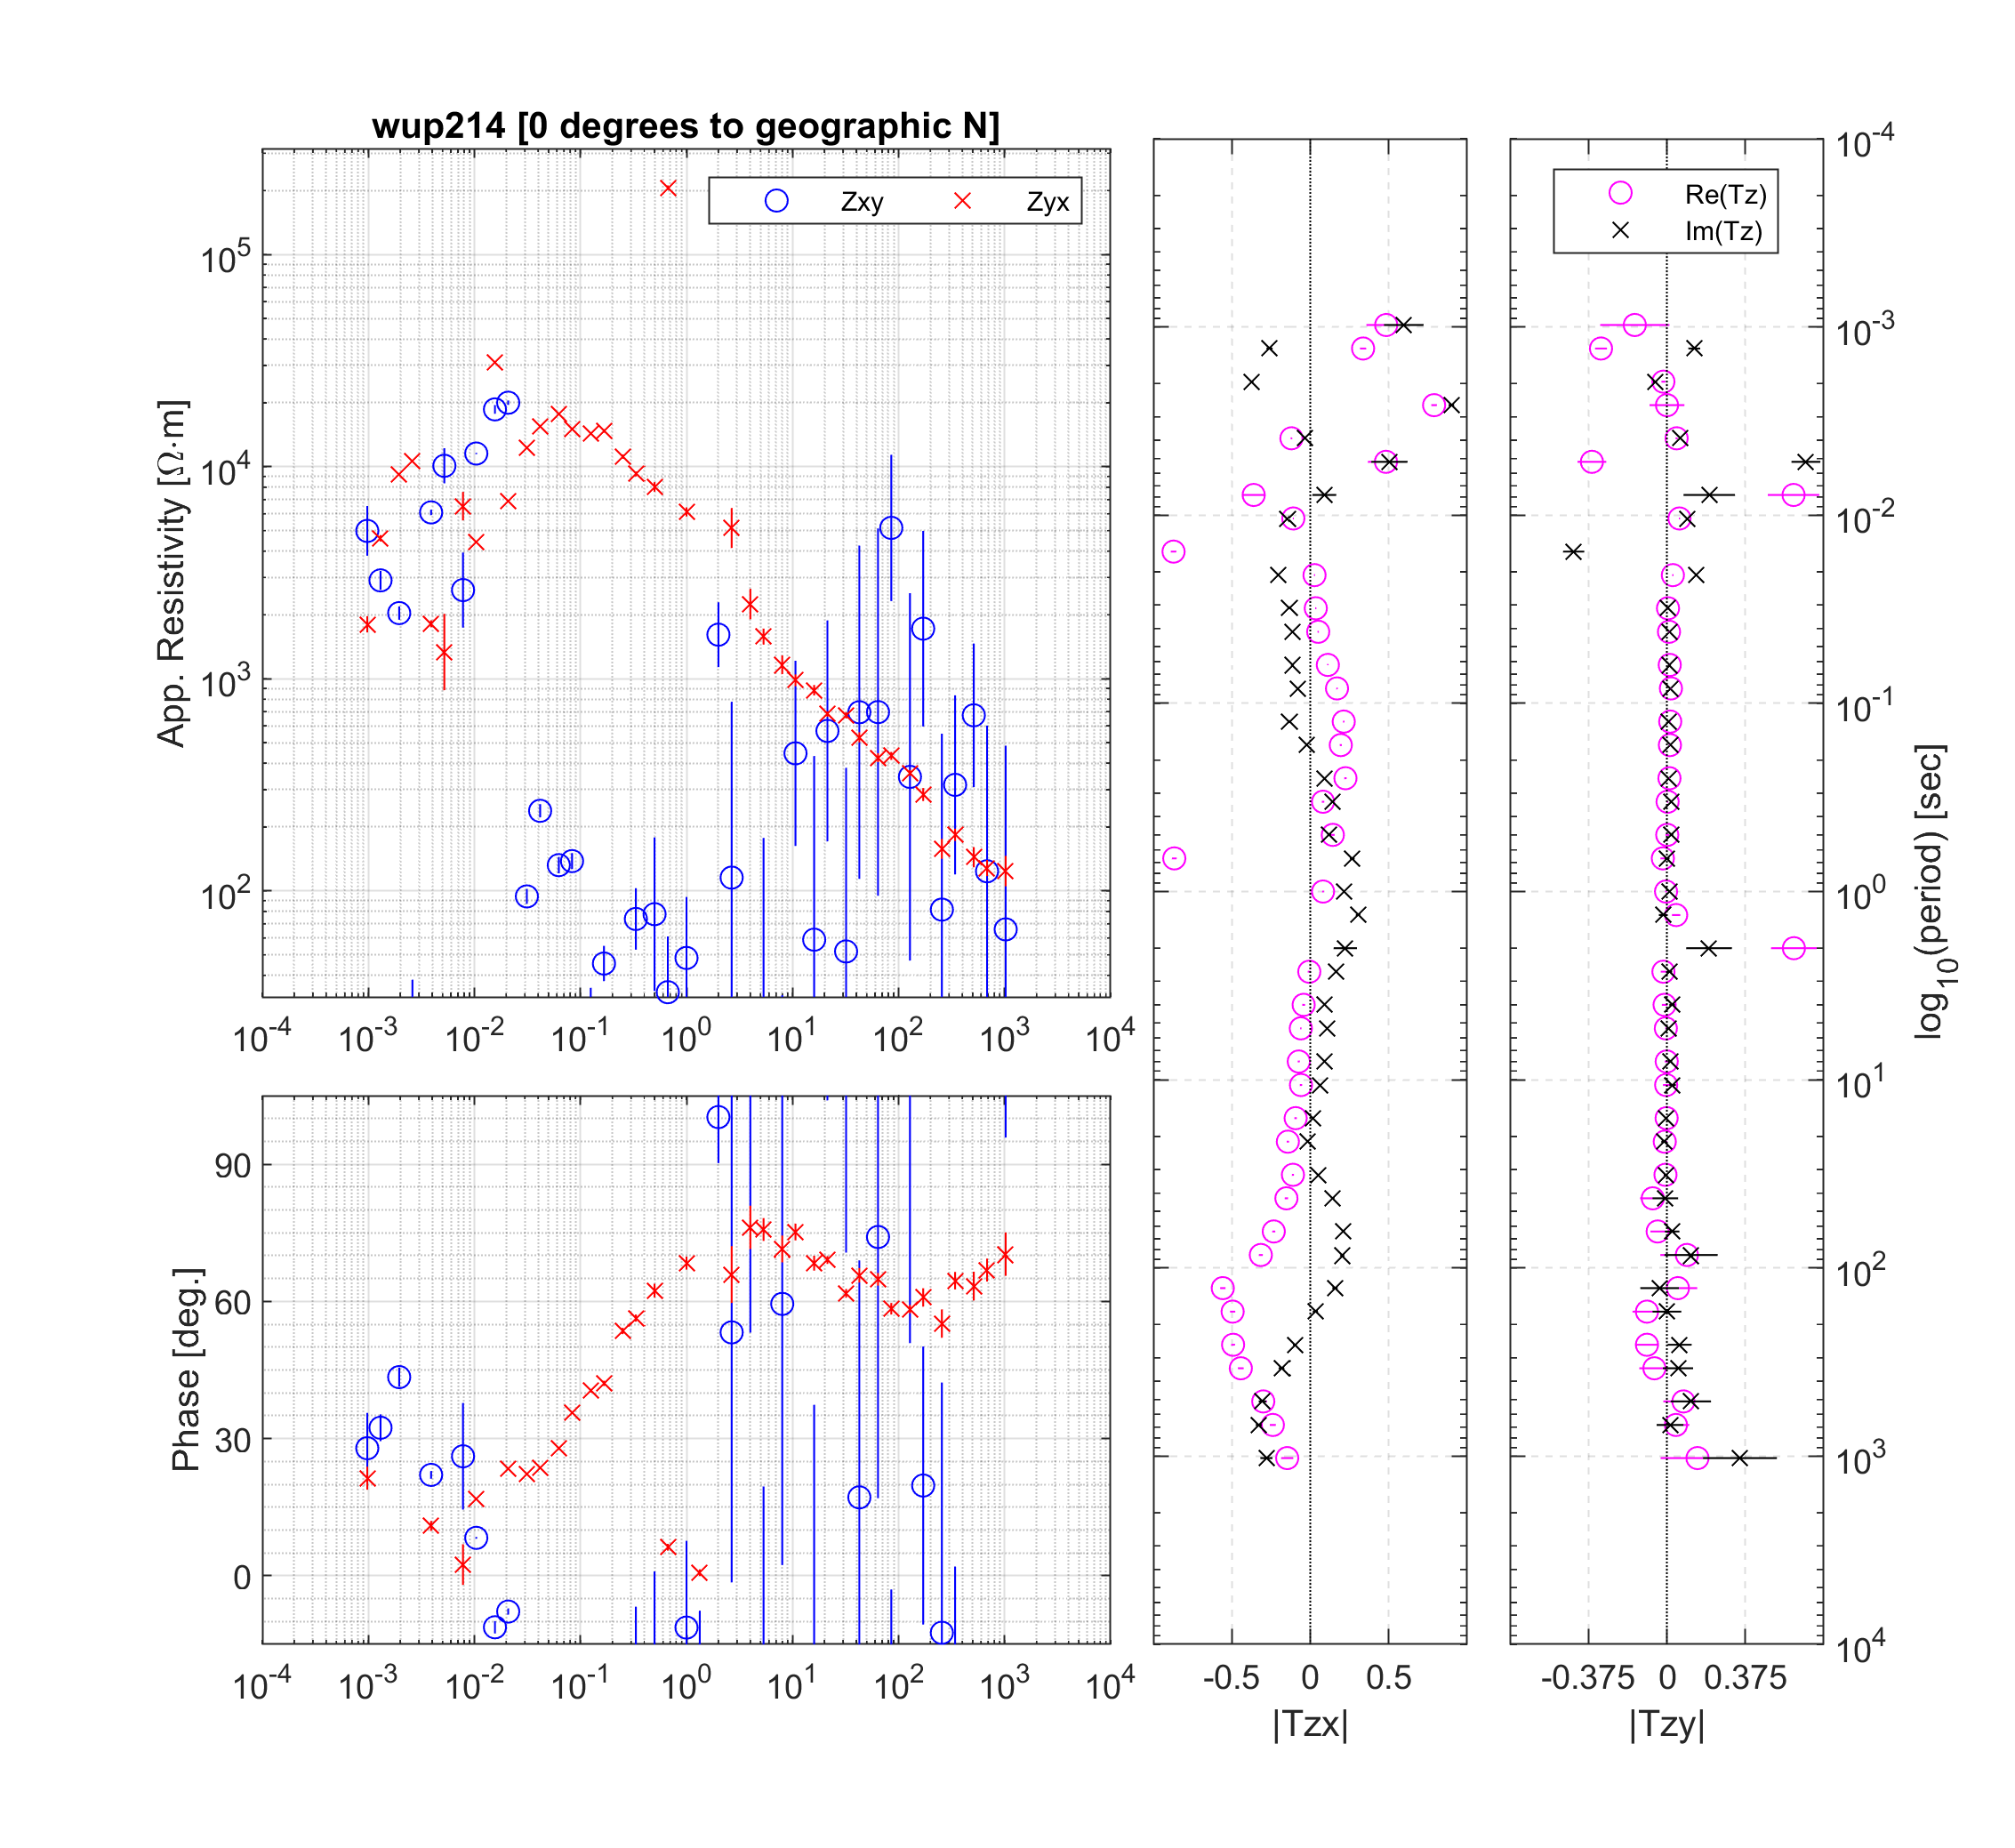 wup214 [0 degrees to geographic N]
Zxy Zyx
App. Resistivity [Ω·m]
10^5
10^4
10^3
10^2
10^-4 10^-3 10^-2 10^-1 10^0 10^1 10^2 10^3 10^4
Phase [deg.]
90
60
30
0
10^-4 10^-3 10^-2 10^-1 10^0 10^1 10^2 10^3 10^4
-0.5 0 0.5
|Tzx|
Re(Tz)
Im(Tz)
-0.375 0 0.375
|Tzy|
10^-4
10^-3
10^-2
10^-1
10^0
10^1
10^2
10^3
10^4
log_10(period) [sec]